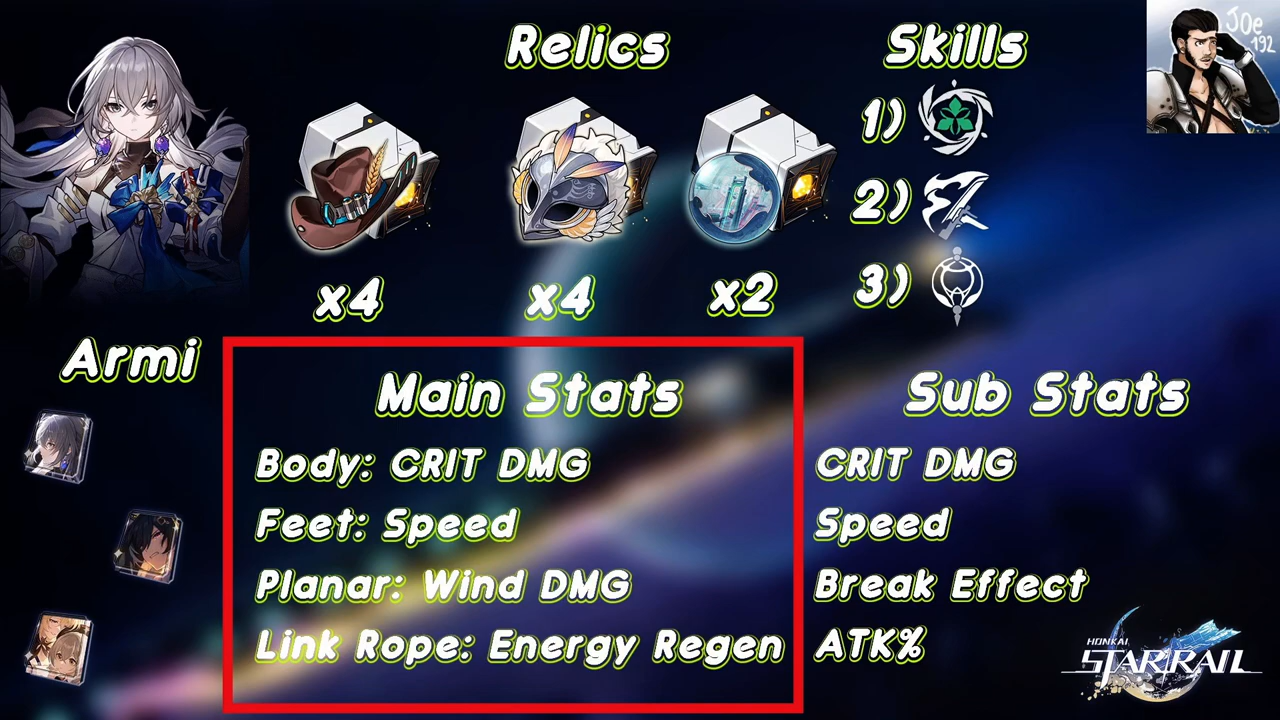 Relics
Skills
JOe
192
1)
2)
3)
x4
x4
x2
Armi
Main Stats
Body: CRIT DMG
Feet: Speed
Planar: Wind DMG
Link Rope: Energy Regen
Sub Stats
CRIT DMG
Speed
Break Effect
ATK%
HONKAI
STAR RAIL